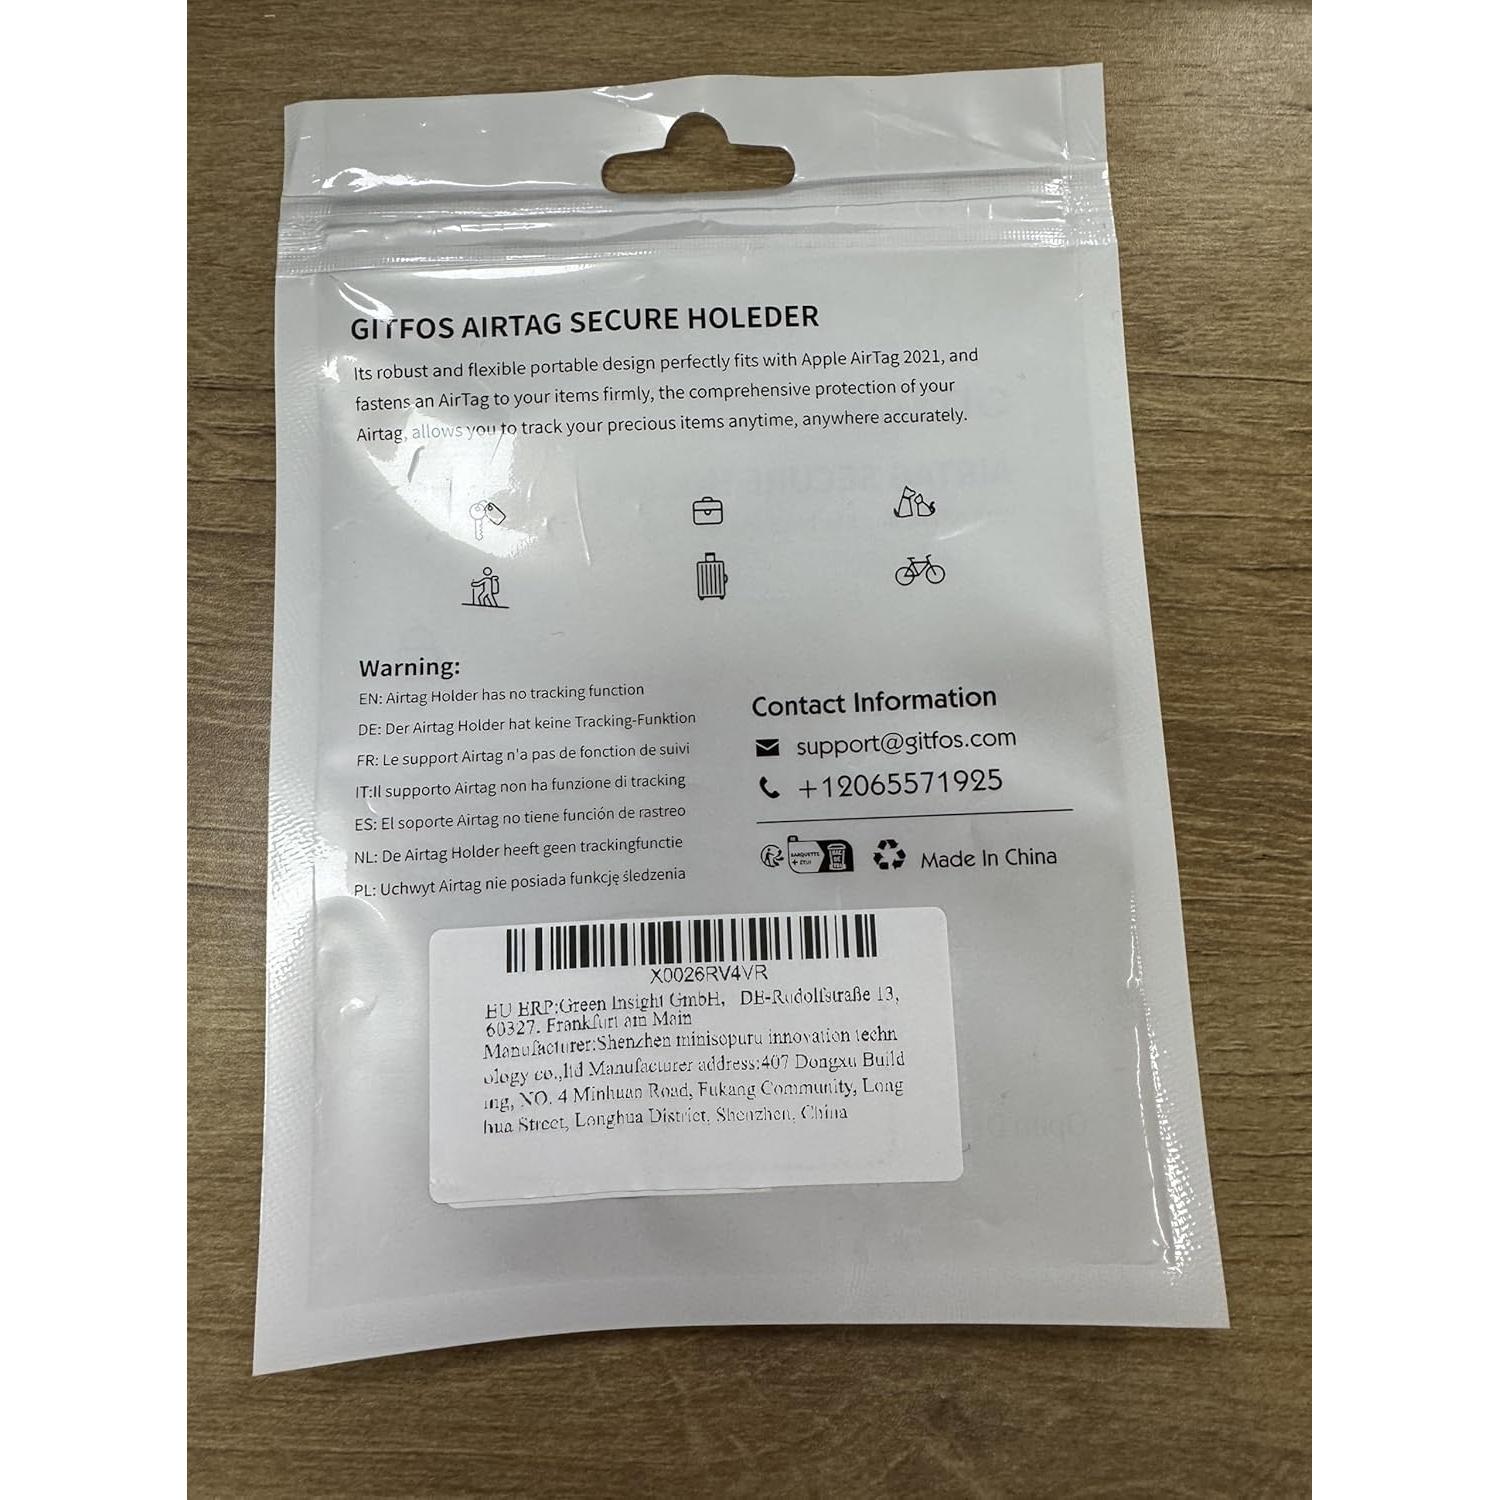 GITFOS AIRTAG SECURE HOLEDER
Its robust and flexible portable design perfectly fits with Apple AirTag 2021, and
fastens an AirTag to your items firmly, the comprehensive protection of your
Airtag, allows you to track your precious items anytime, anywhere accurately.
Warning:
EN: Airtag Holder has no tracking function
DE: Der Airtag Holder hat keine Tracking-Funktion
FR: Le support Airtag n'a pas de fonction de suivi
IT:Il supporto Airtag non ha funzione di tracking
ES: El soporte Airtag no tiene función de rastreo
NL: De Airtag Holder heeft geen trackingfunctie
PL: Uchwyt Airtag nie posiada funkcję śledzenia
Contact Information
support@gitfos.com
+12065571925
BARQUETTE
+ ÉTUI
BAC
DE
TRI
Made In China
X0026RV4VR
EU ERP:Green Insight GmbH, DE-Rudolfstraße 13,
60327. Frankfurt am Main
Manufacturer:Shenzhen minisopuru innovation techn
ology co.,ltd Manufacturer address:407 Dongxu Build
ing, NO. 4 Minhuan Road, Fukang Community, Long
hua Street, Longhua District, Shenzhen, China